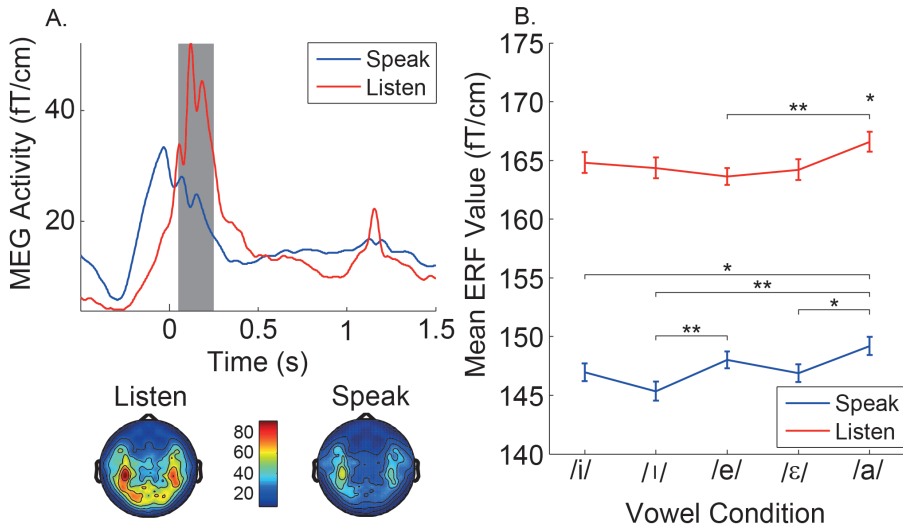 A.
MEG Activity (fT/cm)
40
20
Speak
Listen
0
0.5
1
1.5
Time (s)
Listen
Speak
80
60
40
20
B.
Mean ERF Value (fT/cm)
175
170
165
160
155
150
145
140
**
*
*
**
*
**
Speak
Listen
/i/
/ı/
/e/
/ε/
/a/
Vowel Condition